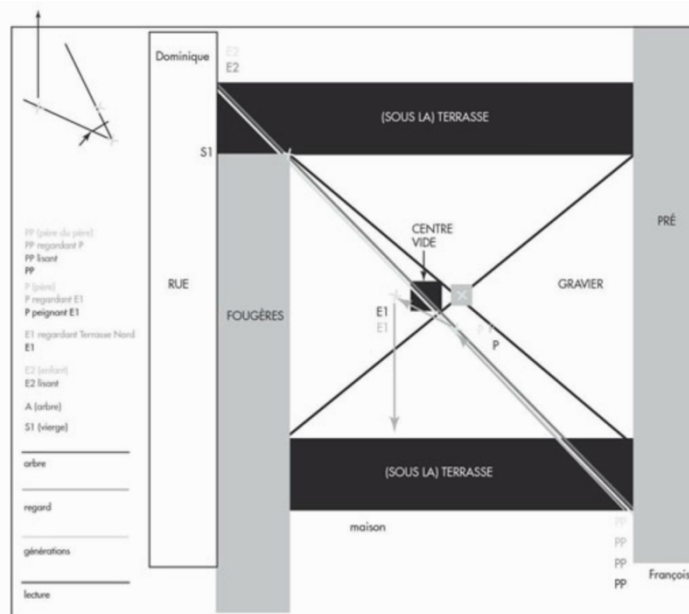 Dominique
E2
E2
(SOUS LA) TERRASSE
S1
PRÉ
CENTRE
VIDE
PP (père du père)
PP regardant P
PP lisant
PP
P (père)
P regardant E1
P peignant E1
E1 regardant Terrasse Nord
E1
E2 (enfant)
E2 lisant
A (arbre)
S1 (vierge)
RUE
FOUGÈRES
GRAVIER
E1
E1
P
P
arbre
regard
générations
lecture
(SOUS LA) TERRASSE
maison
PP
PP
PP
PP
François